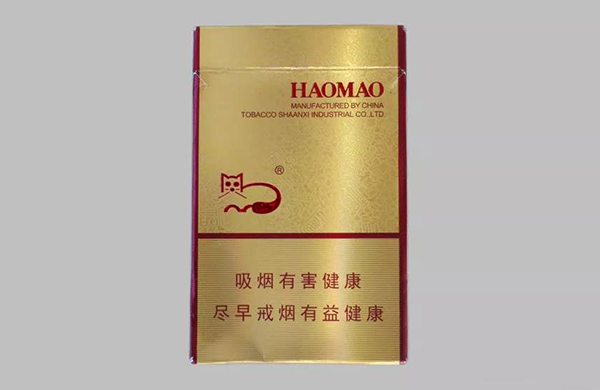 HAOMAO
MANUFACTURED BY CHINA
TOBACCO SHAANXI INDUSTRIAL CO.,LTD
®
吸烟有害健康
尽早戒烟有益健康